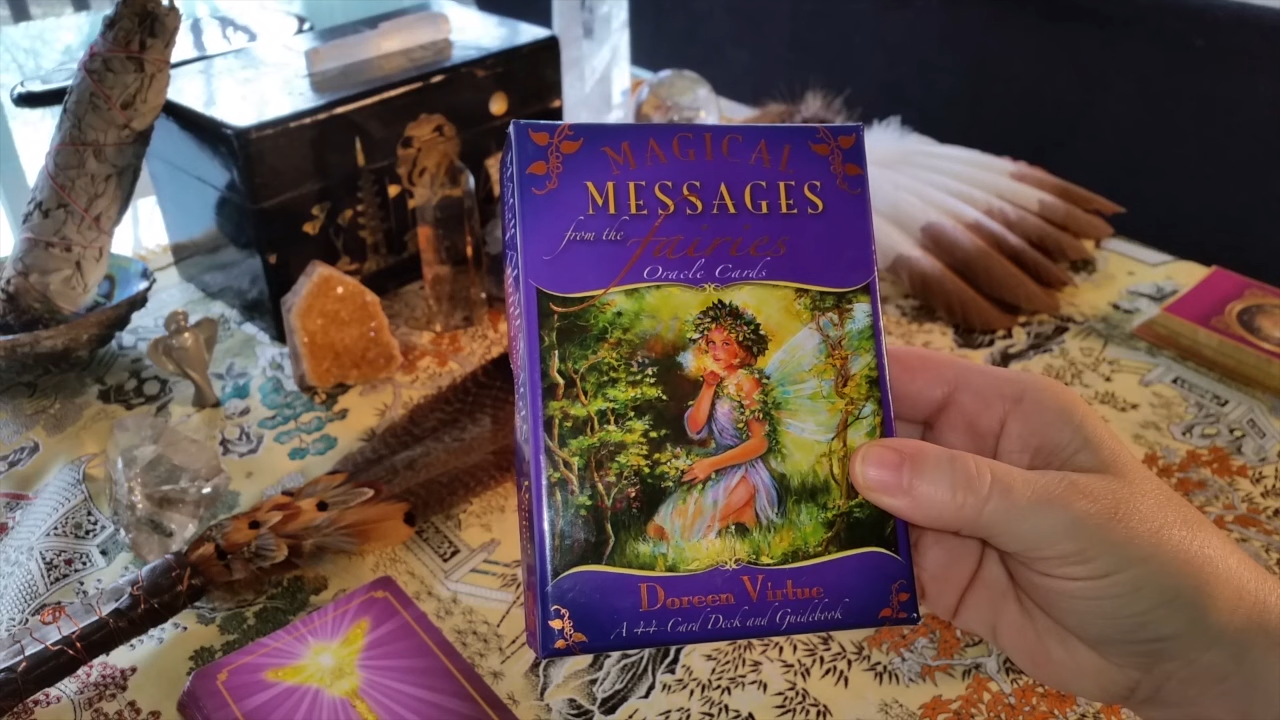 MAGICAL
MESSAGES
from the fairies
Oracle Cards
Doreen Virtue
A 44-Card Deck and Guidebook